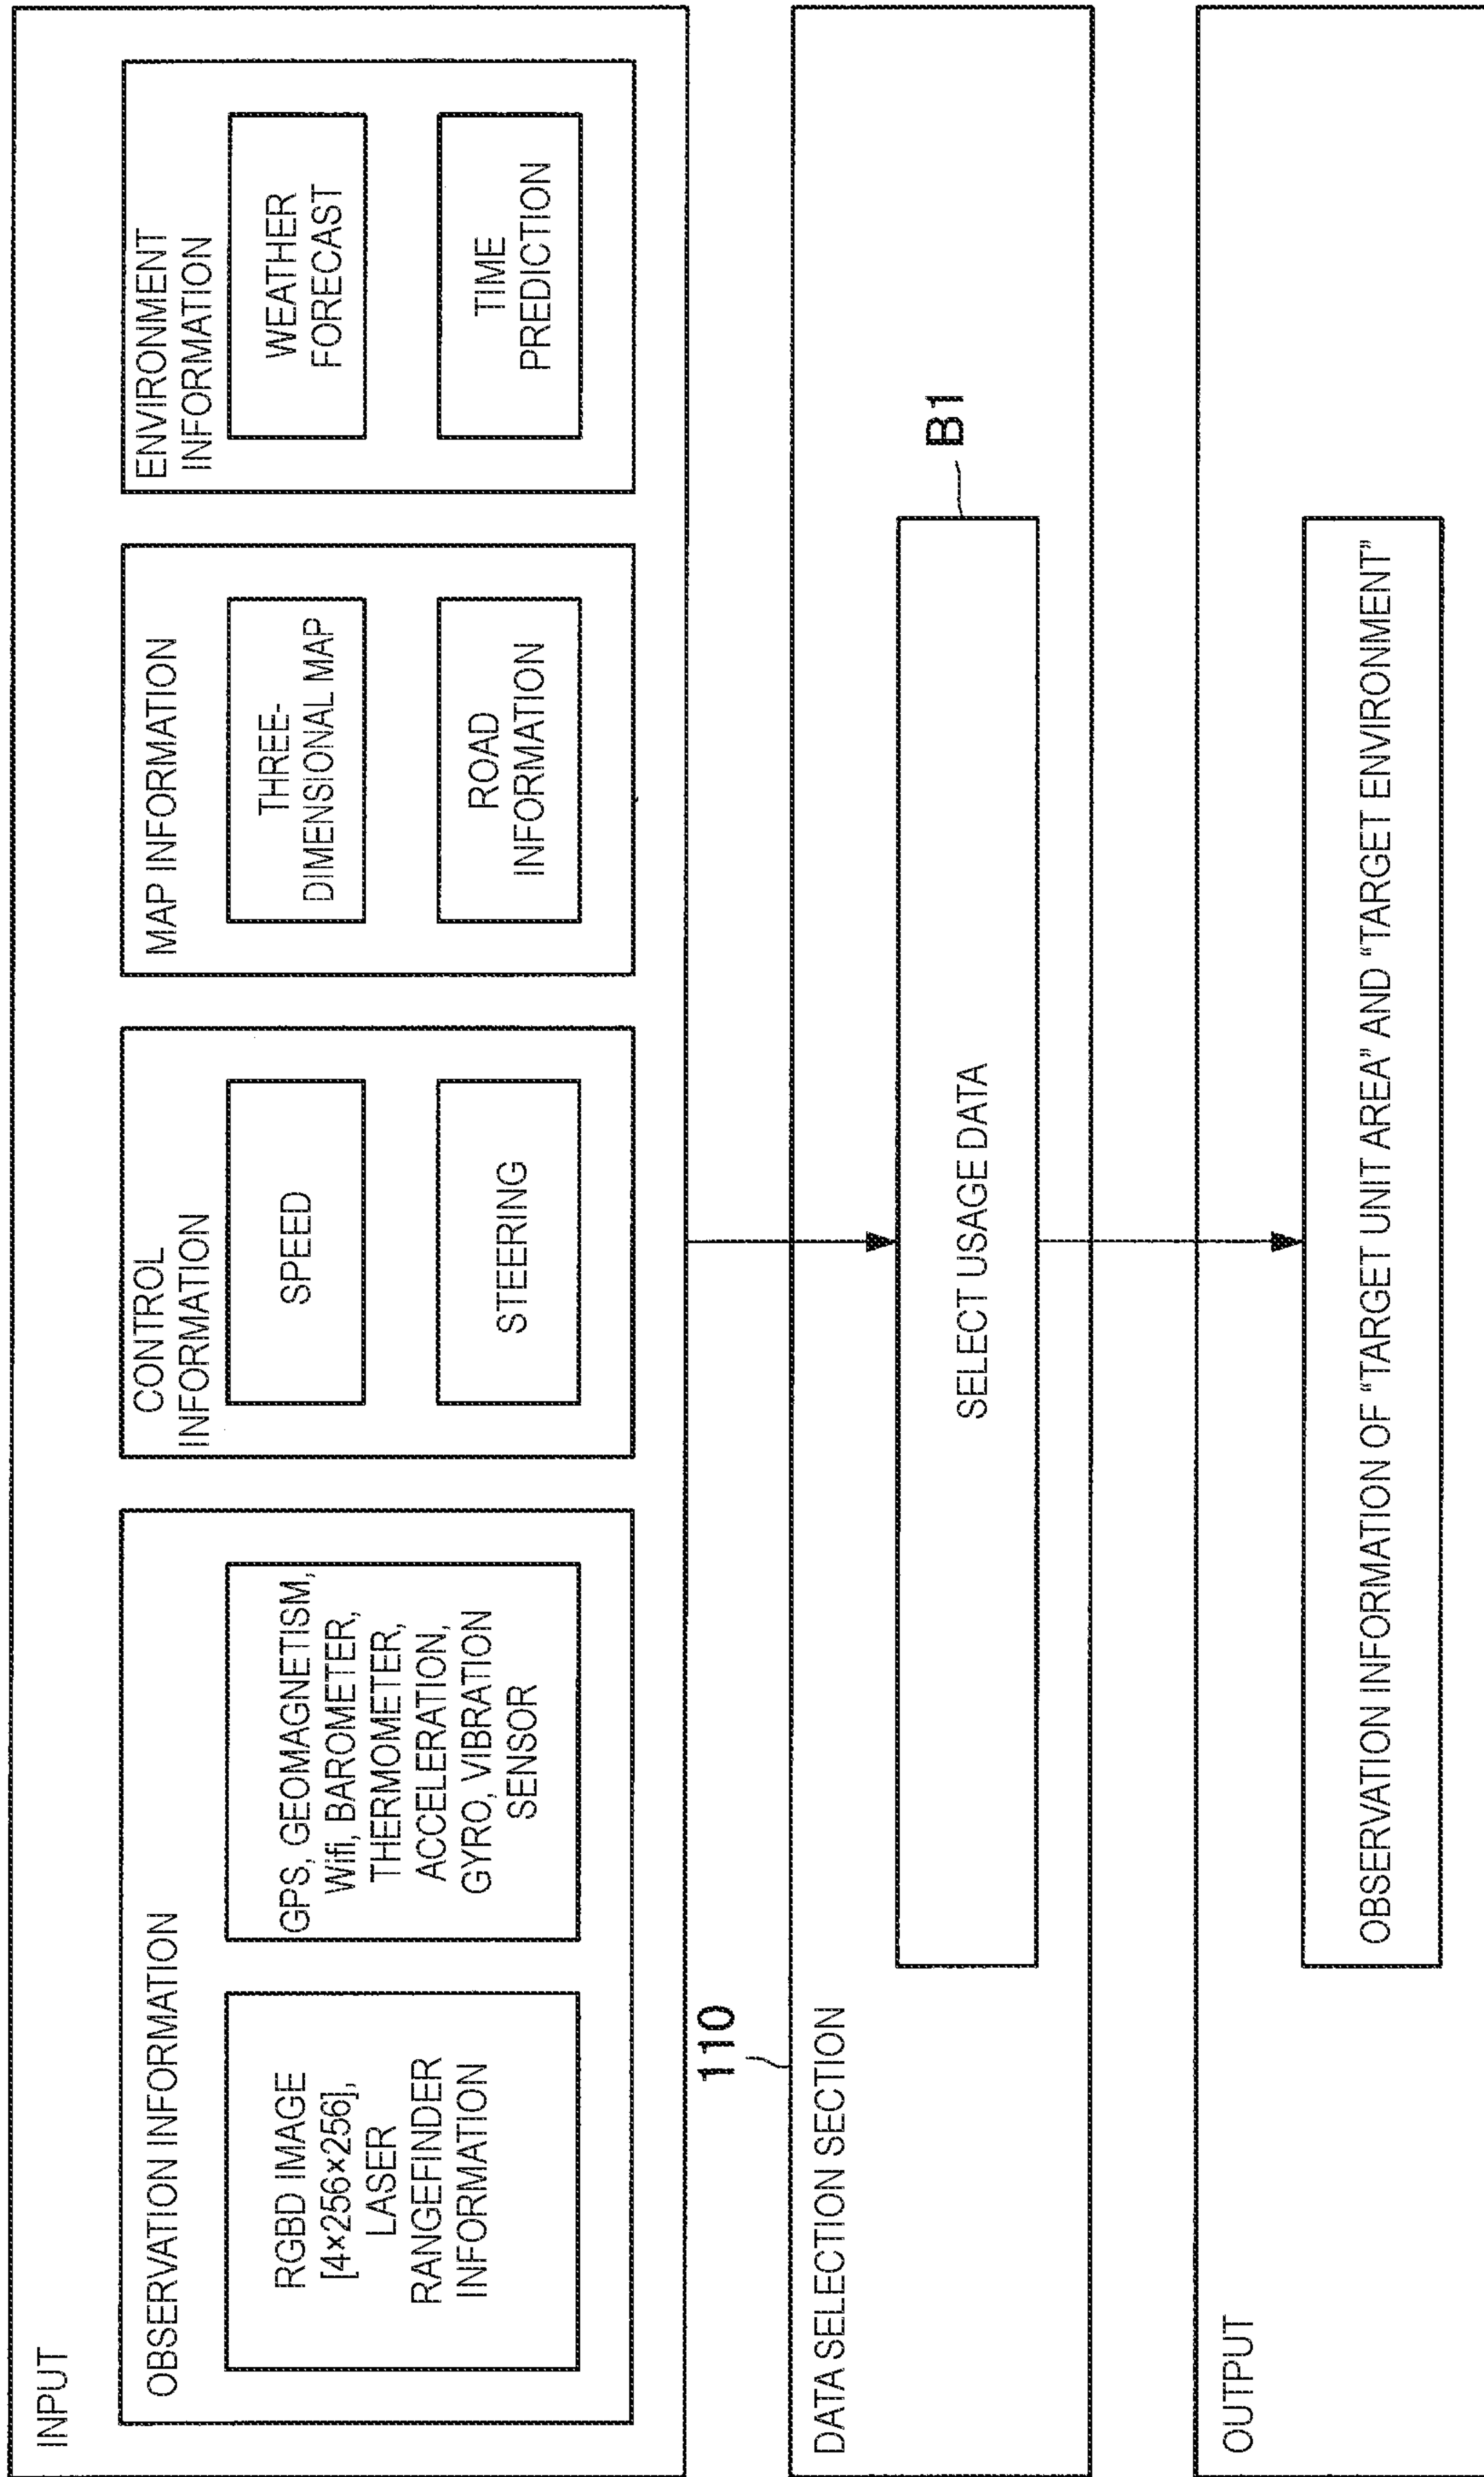 INPUT
OBSERVATION INFORMATION
RGBD IMAGE
[4×256×256],
LASER
RANGEFINDER
INFORMATION
GPS, GEOMAGNETISM,
Wifi, BAROMETER,
THERMOMETER,
ACCELERATION,
GYRO, VIBRATION
SENSOR
CONTROL
INFORMATION
SPEED
STEERING
MAP INFORMATION
THREE-
DIMENSIONAL MAP
ROAD
INFORMATION
ENVIRONMENT
INFORMATION
WEATHER
FORECAST
TIME
PREDICTION
110
DATA SELECTION SECTION
SELECT USAGE DATA
B1
OUTPUT
OBSERVATION INFORMATION OF “TARGET UNIT AREA” AND “TARGET ENVIRONMENT”